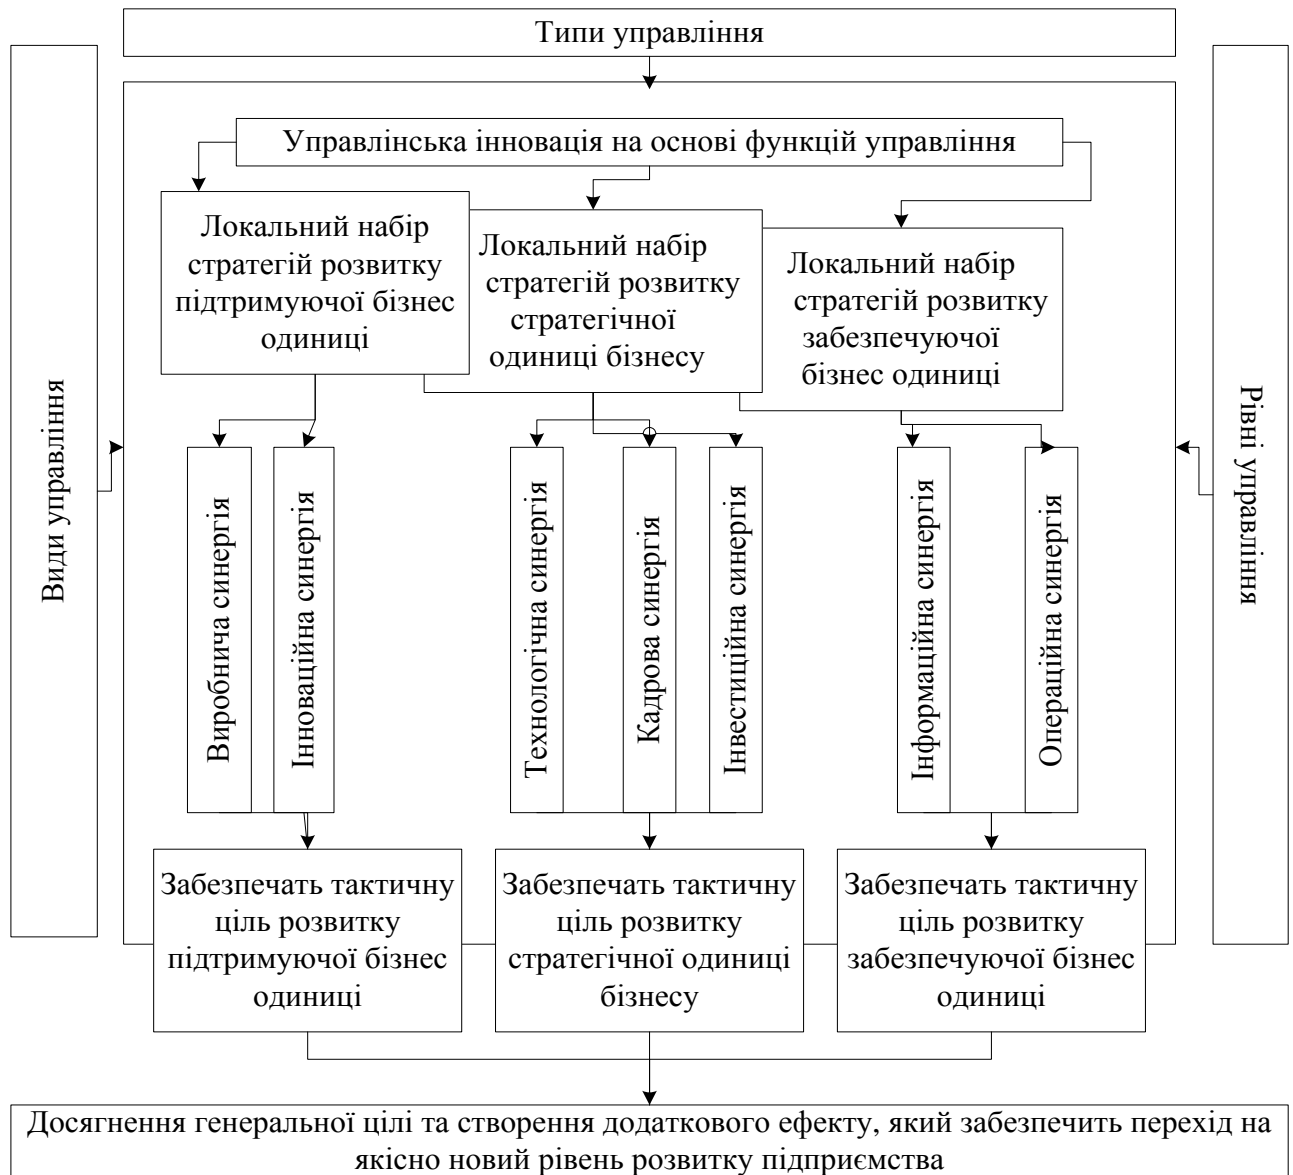 Типи управління
Види управління
Рівні управління
Управлінська інновація на основі функцій управління
Локальний набір
стратегій розвитку
підтримуючої бізнес
одиниці
Локальний набір
стратегій розвитку
стратегічної
одиниці бізнесу
Локальний набір
стратегій розвитку
забезпечуючої
бізнес одиниці
Виробнича синергія
Інноваційна синергія
Технологічна синергія
Кадрова синергія
Інвестиційна синергія
Інформаційна синергія
Операційна синергія
Забезпечать тактичну
ціль розвитку
підтримуючої бізнес
одиниці
Забезпечать тактичну
ціль розвитку
стратегічної одиниці
бізнесу
Забезпечать тактичну
ціль розвитку
забезпечуючої бізнес
одиниці
Досягнення генеральної цілі та створення додаткового ефекту, який забезпечить перехід на
якісно новий рівень розвитку підприємства